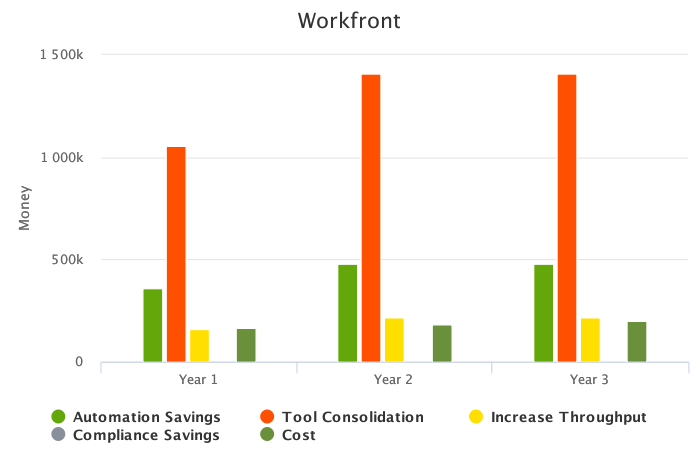 Workfront
1 500k
1 000k
500k
0
Money
Year 1 Year 2 Year 3
Automation Savings Tool Consolidation Increase Throughput
Compliance Savings Cost